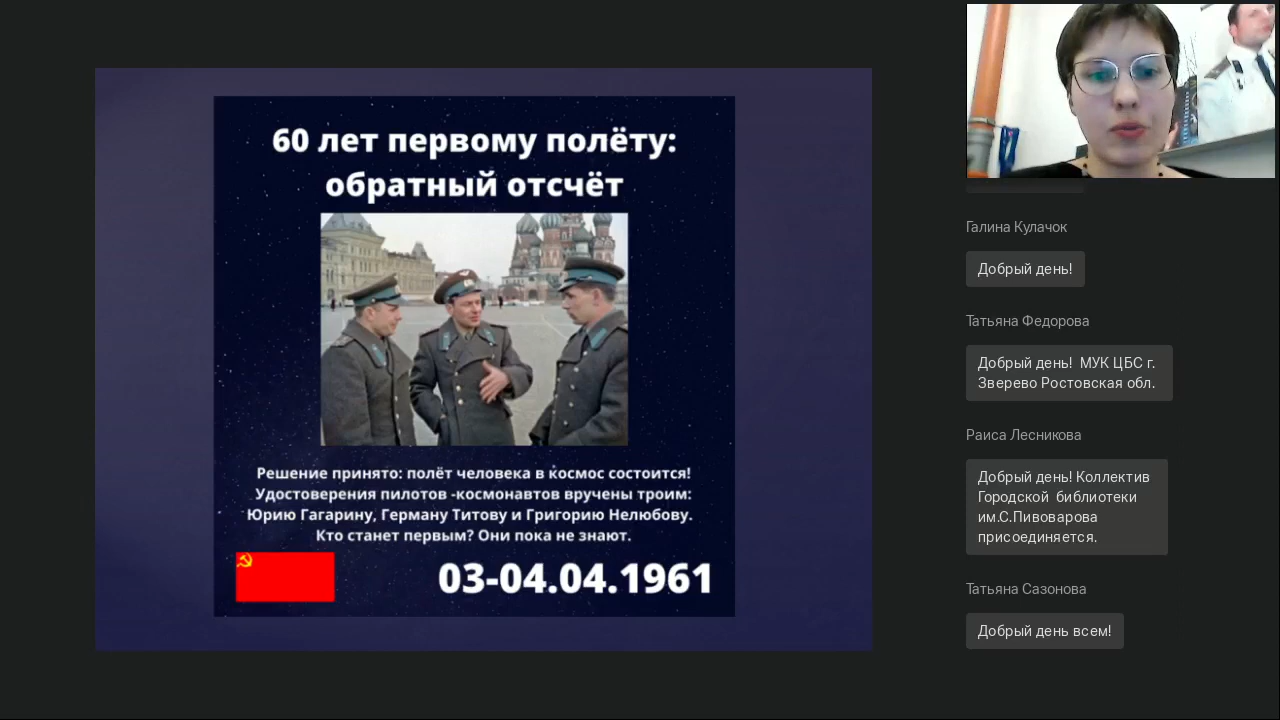 60 лет первому полёту:
обратный отсчёт
Решение принято: полёт человека в космос состоится!
Удостоверения пилотов -космонавтов вручены троим:
Юрию Гагарину, Герману Титову и Григорию Нелюбову.
Кто станет первым? Они пока не знают.
03-04.04.1961
Галина Кулачок
Добрый день!
Татьяна Федорова
Добрый день! МУК ЦБС г.
Зверево Ростовская обл.
Раиса Лесникова
Добрый день! Коллектив
Городской библиотеки
им.С.Пивоварова
присоединяется.
Татьяна Сазонова
Добрый день всем!